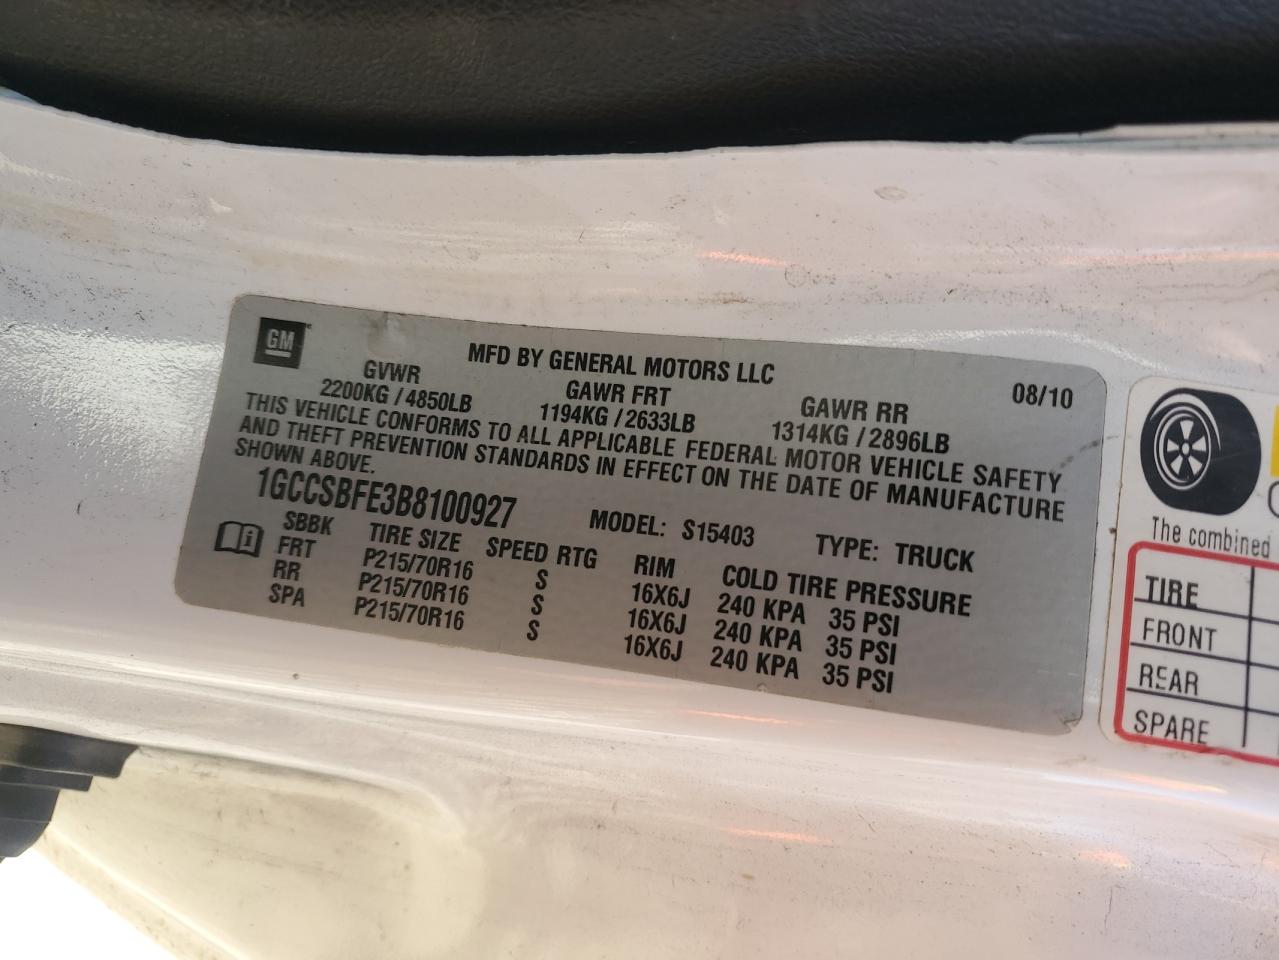 GM
MFD BY GENERAL MOTORS LLC
08/10
GVWR GAWR FRT GAWR RR
2200KG / 4850LB 1194KG / 2633LB 1314KG / 2896LB
THIS VEHICLE CONFORMS TO ALL APPLICABLE FEDERAL MOTOR VEHICLE SAFETY
AND THEFT PREVENTION STANDARDS IN EFFECT ON THE DATE OF MANUFACTURE
SHOWN ABOVE.
1GCCSBFE3B8100927 MODEL: S15403 TYPE: TRUCK
SBBK TIRE SIZE SPEED RTG RIM COLD TIRE PRESSURE
FRT P215/70R16 S 16X6J 240 KPA 35 PSI
RR P215/70R16 S 16X6J 240 KPA 35 PSI
SPA P215/70R16 S 16X6J 240 KPA 35 PSI
The combined
TIRE
FRONT
REAR
SPARE